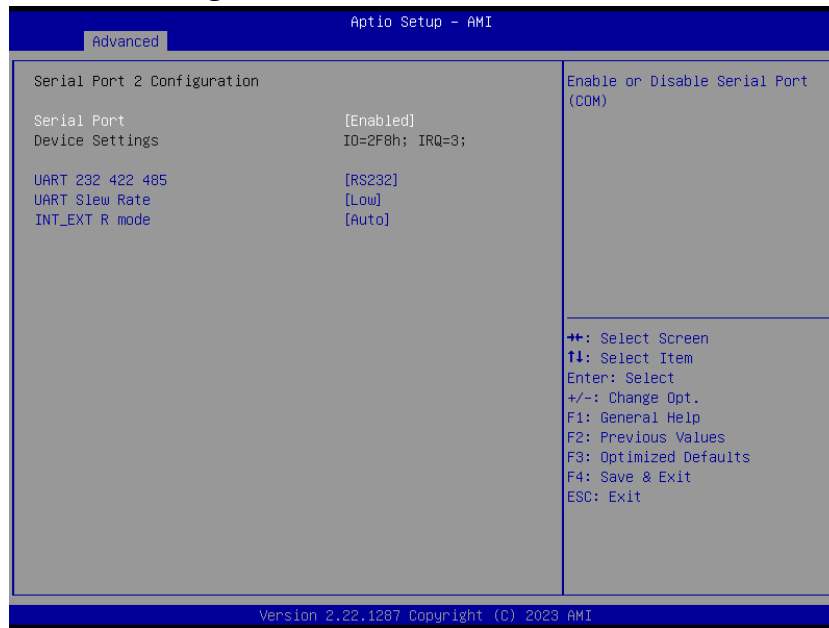 Aptio Setup – AMI
Advanced
Serial Port 2 Configuration
Serial Port [Enabled]
Device Settings IO=2F8h; IRQ=3;
UART 232 422 485 [RS232]
UART Slew Rate [Low]
INT_EXT R mode [Auto]
Enable or Disable Serial Port
(COM)
→←: Select Screen
↑↓: Select Item
Enter: Select
+/-: Change Opt.
F1: General Help
F2: Previous Values
F3: Optimized Defaults
F4: Save & Exit
ESC: Exit
Version 2.22.1287 Copyright (C) 2023 AMI